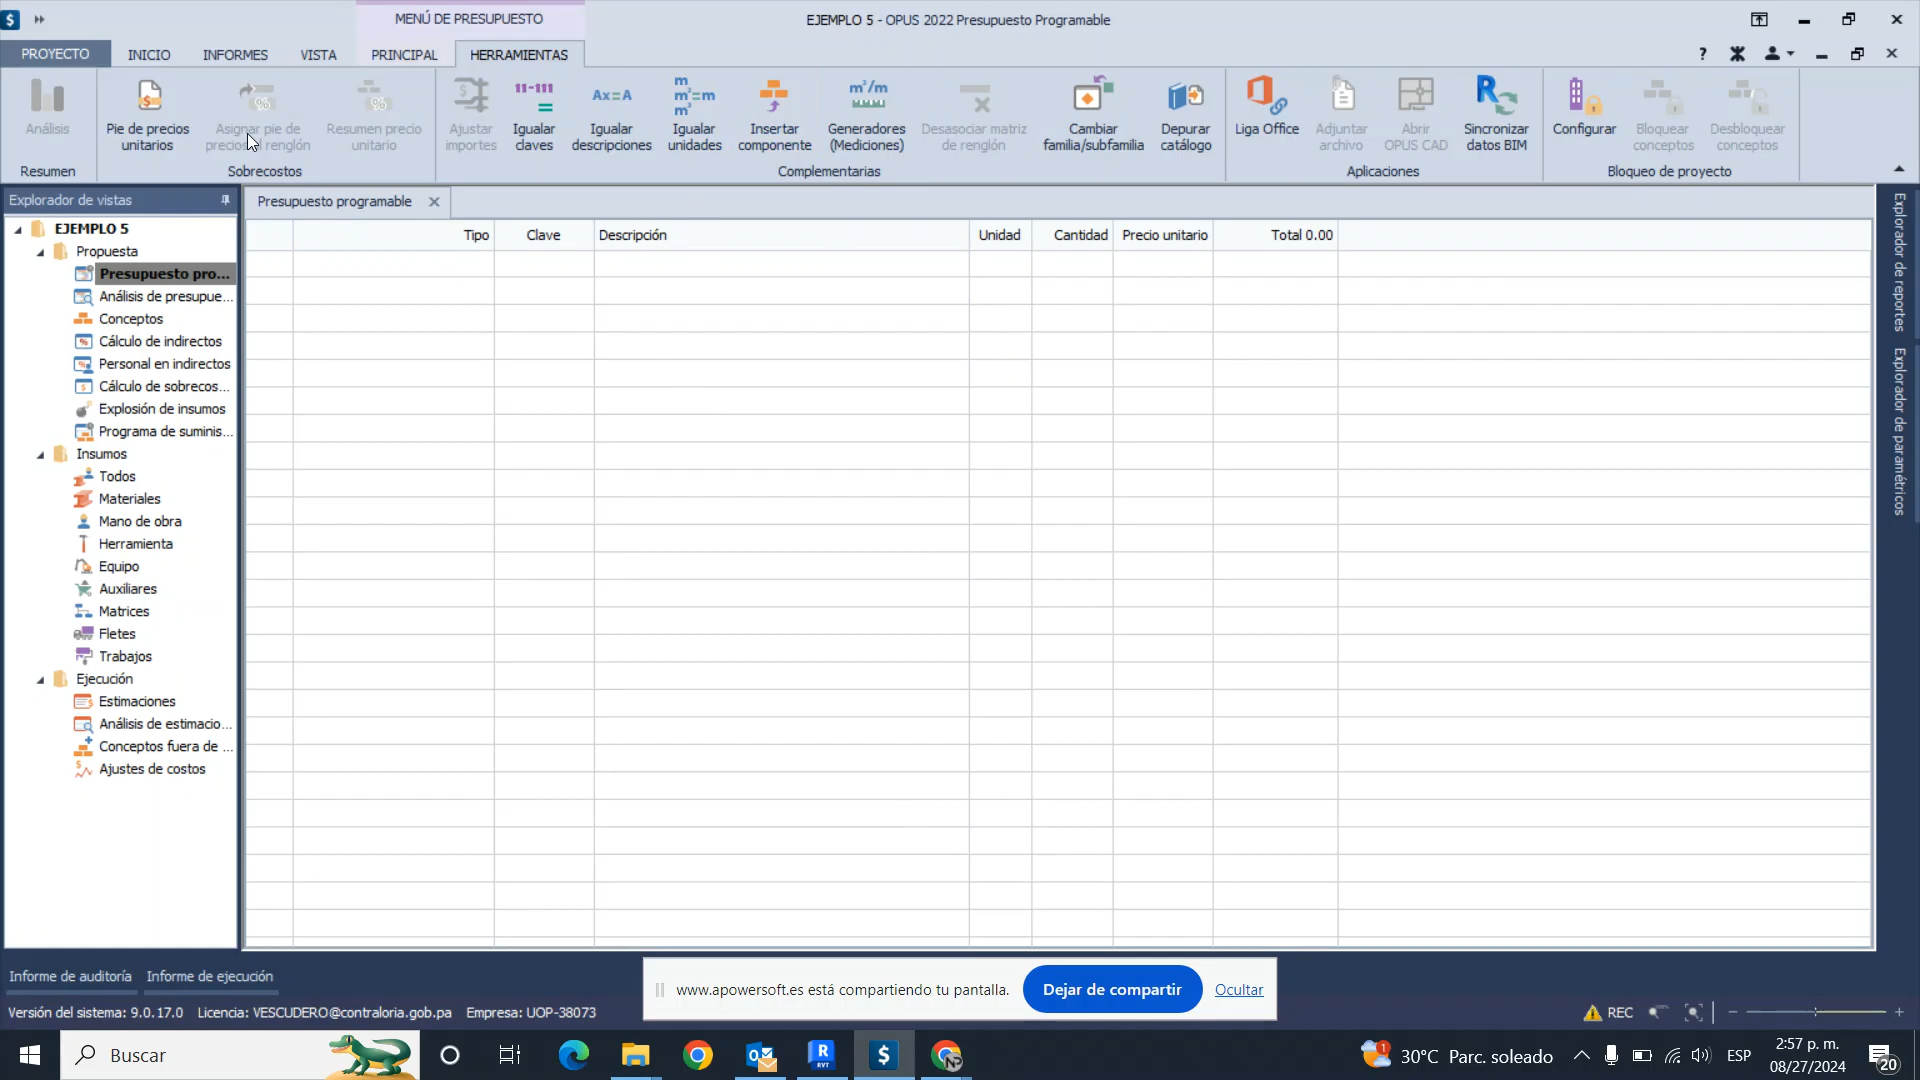 MENÚ DE PRESUPUESTO
EJEMPLO 5 - OPUS 2022 Presupuesto Programable
PROYECTO INICIO INFORMES VISTA PRINCIPAL HERRAMIENTAS
Análisis
Pie de precios unitarios
Asignar pie de precios renglón
Resumen precio unitario
Ajustar importes
11-111
Igualar claves
Ax=A
Igualar descripciones
m² m²=m m³
Igualar unidades
Insertar componente
m²/m
Generadores (Mediciones)
Desasociar matriz de renglón
Cambiar familia/subfamilia
Depurar catálogo
Liga Office
Adjuntar archivo
Abrir OPUS CAD
Sincronizar datos BIM
Configurar
Bloquear conceptos
Desbloquear conceptos
Resumen Sobrecostos Complementarias Aplicaciones Bloqueo de proyecto
Explorador de vistas
EJEMPLO 5
Propuesta
Presupuesto pro...
Análisis de presupue...
Conceptos
Cálculo de indirectos
Personal en indirectos
Cálculo de sobrecos...
Explosión de insumos
Programa de suminis...
Insumos
Todos
Materiales
Mano de obra
Herramienta
Equipo
Auxiliares
Matrices
Fletes
Trabajos
Ejecución
Estimaciones
Análisis de estimacio...
Conceptos fuera de ...
Ajustes de costos
Presupuesto programable
Tipo Clave Descripción Unidad Cantidad Precio unitario Total 0.00
Explorador de reportes
Explorador de paramétricos
Informe de auditoría Informe de ejecución
www.apowersoft.es está compartiendo tu pantalla. Dejar de compartir Ocultar
Versión del sistema: 9.0.17.0 Licencia: VESCUDERO@contraloria.gob.pa Empresa: UOP-38073
REC
Buscar
30°C Parc. soleado
ESP
2:57 p. m.
08/27/2024
20